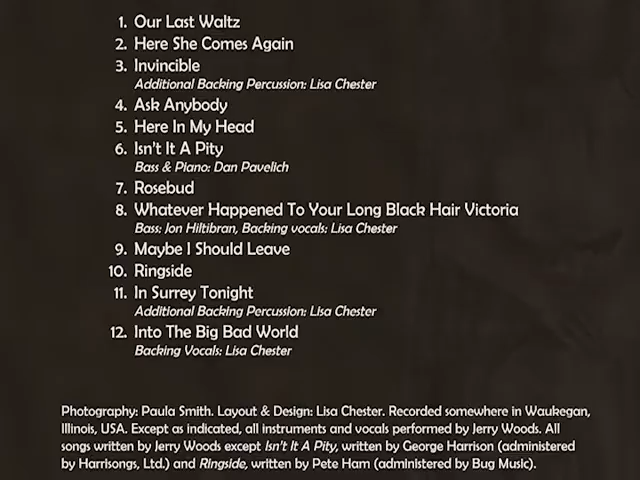 1. Our Last Waltz
2. Here She Comes Again
3. Invincible
Additional Backing Percussion: Lisa Chester
4. Ask Anybody
5. Here In My Head
6. Isn't It A Pity
Bass & Piano: Dan Pavelich
7. Rosebud
8. Whatever Happened To Your Long Black Hair Victoria
Bass: Jon Hiltibran, Backing vocals: Lisa Chester
9. Maybe I Should Leave
10. Ringside
11. In Surrey Tonight
Additional Backing Percussion: Lisa Chester
12. Into The Big Bad World
Backing Vocals: Lisa Chester
Photography: Paula Smith. Layout & Design: Lisa Chester. Recorded somewhere in Waukegan,
Illinois, USA. Except as indicated, all instruments and vocals performed by Jerry Woods. All
songs written by Jerry Woods except Isn't It A Pity, written by George Harrison (administered
by Harrisongs, Ltd.) and Ringside, written by Pete Ham (administered by Bug Music).